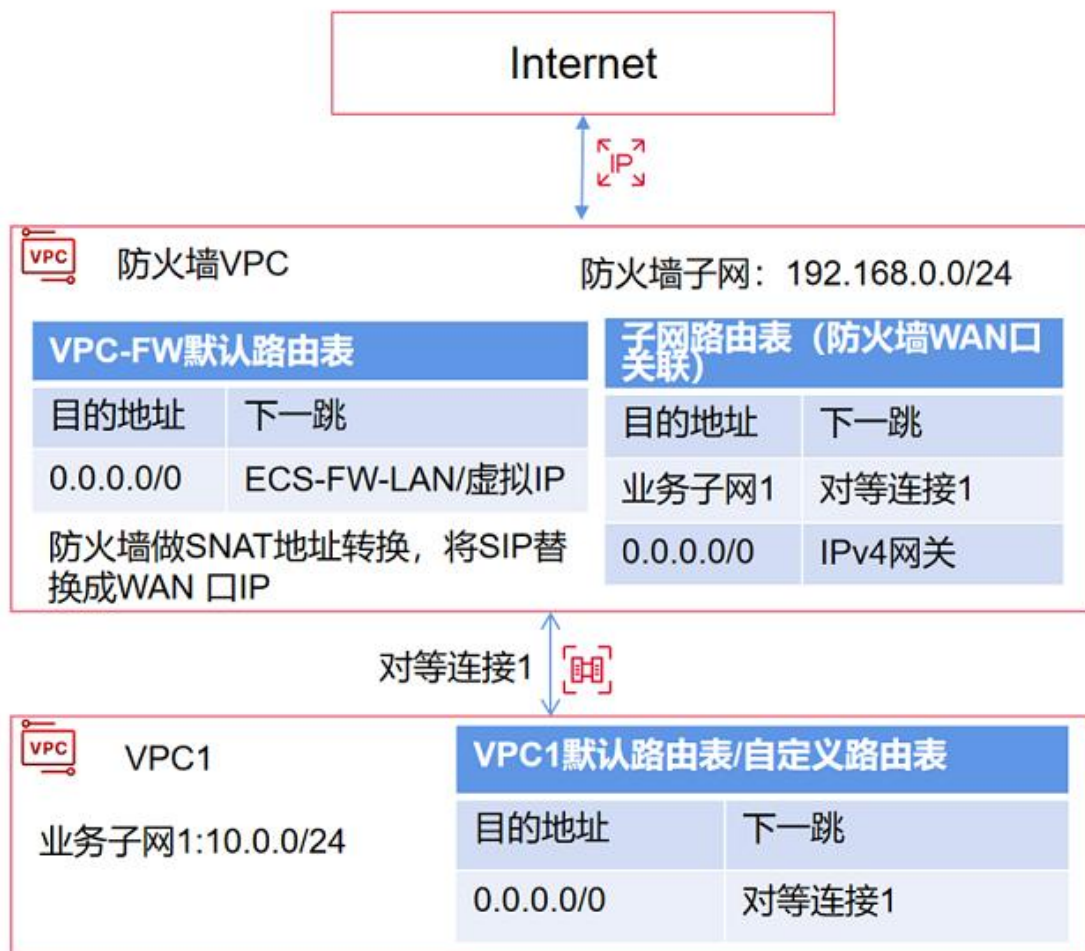 Internet
IP
VPC
防火墙VPC
防火墙子网：192.168.0.0/24
VPC-FW默认路由表
目的地址 下一跳
0.0.0.0/0 ECS-FW-LAN/虚拟IP
防火墙做SNAT地址转换，将SIP替
换成WAN 口IP
子网路由表（防火墙WAN口
关联）
目的地址 下一跳
业务子网1 对等连接1
0.0.0.0/0 IPv4网关
对等连接1
VPC
VPC1
业务子网1:10.0.0/24
VPC1默认路由表/自定义路由表
目的地址 下一跳
0.0.0.0/0 对等连接1